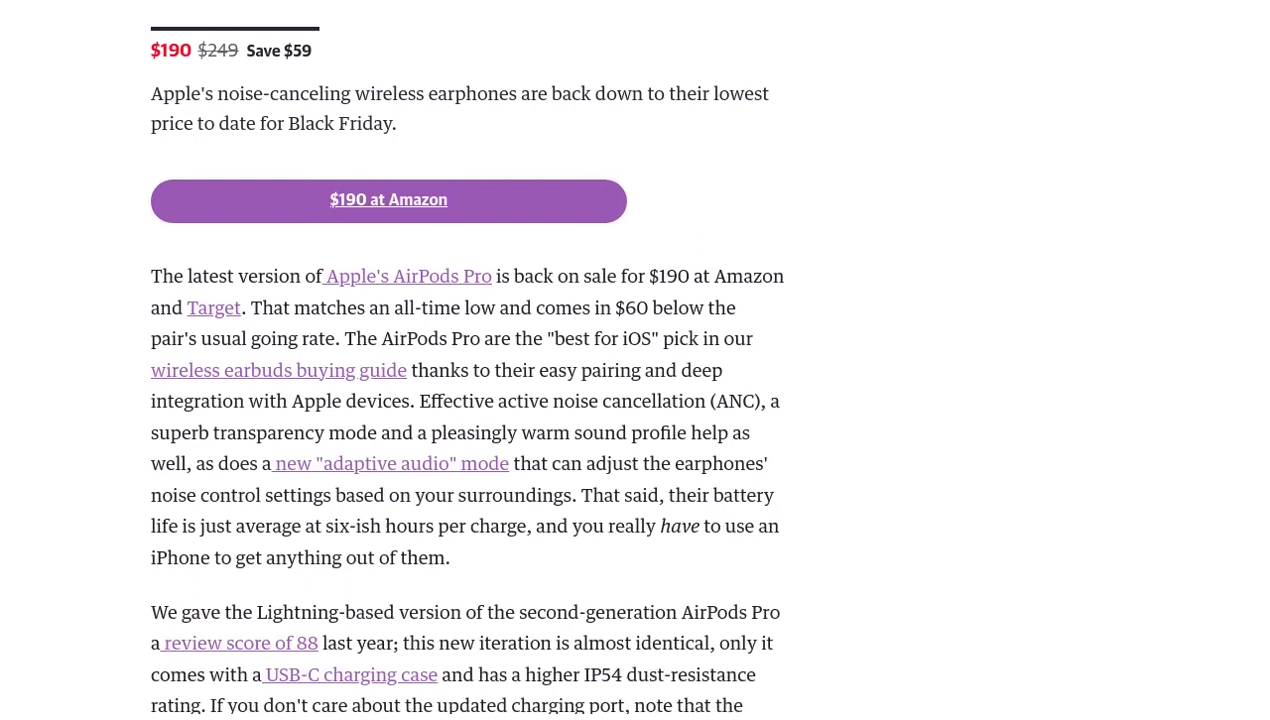 $190 $249 Save $59
Apple's noise-canceling wireless earphones are back down to their lowest
price to date for Black Friday.
$190 at Amazon
The latest version of Apple's AirPods Pro is back on sale for $190 at Amazon
and Target. That matches an all-time low and comes in $60 below the
pair's usual going rate. The AirPods Pro are the "best for iOS" pick in our
wireless earbuds buying guide thanks to their easy pairing and deep
integration with Apple devices. Effective active noise cancellation (ANC), a
superb transparency mode and a pleasingly warm sound profile help as
well, as does a new "adaptive audio" mode that can adjust the earphones'
noise control settings based on your surroundings. That said, their battery
life is just average at six-ish hours per charge, and you really have to use an
iPhone to get anything out of them.
We gave the Lightning-based version of the second-generation AirPods Pro
a review score of 88 last year; this new iteration is almost identical, only it
comes with a USB-C charging case and has a higher IP54 dust-resistance
rating. If you don't care about the updated charging port, note that the